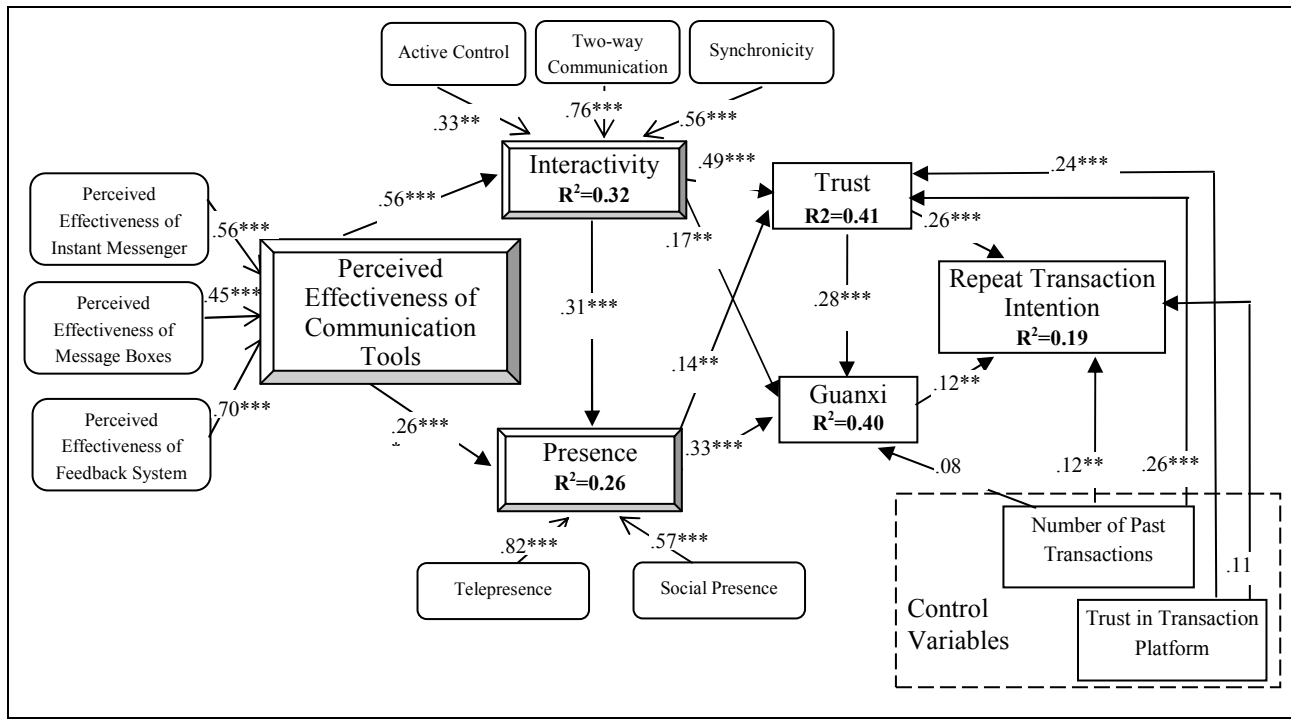 Active Control
Two-way
Communication
Synchronicity
.33**
.76***
.56***
Interactivity
R²=0.32
.49***
Trust
R2=0.41
.24***
Perceived
Effectiveness of
Instant Messenger
.56***
.56***
.17**
.26***
Perceived
Effectiveness of
Communication
Tools
.45***
Perceived
Effectiveness of
Message Boxes
.31***
.28***
Repeat Transaction
Intention
R²=0.19
.14**
Guanxi
R²=0.40
.12**
.70***
Perceived
Effectiveness of
Feedback System
.26***
*
Presence
R²=0.26
.33***
.08
.12**
.26***
.82***
.57***
Telepresence
Social Presence
Number of Past
Transactions
.11
Control
Variables
Trust in Transaction
Platform